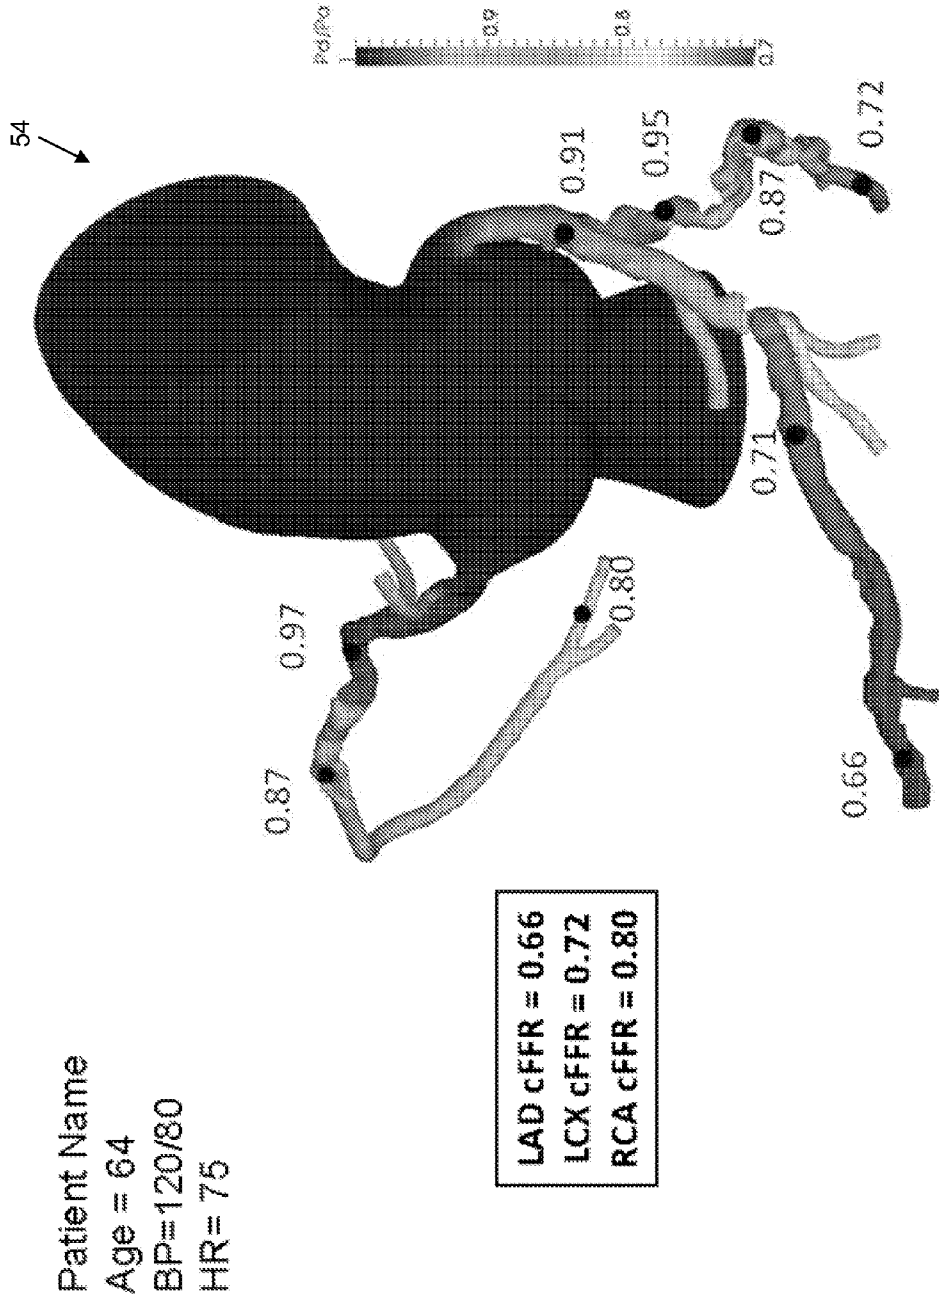 Patient Name
Age = 64
BP=120/80
HR= 75
LAD cFFR = 0.66
LCX cFFR = 0.72
RCA cFFR = 0.80
54
Pd/Pa
1
0.9
0.8
0.7
0.97
0.87
0.80
0.91
0.95
0.87
0.72
0.71
0.66